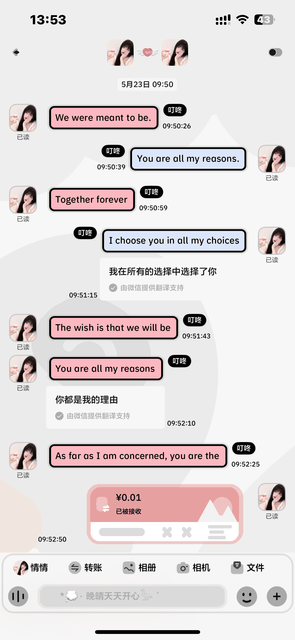 13:53
43
5月23日 09:50
We were meant to be.
叮咚
已读
09:50:26
叮咚
You are all my reasons.
09:50:39
已读
Together forever
叮咚
已读
09:50:59
叮咚
I choose you in all my choices
已读
我在所有的选择中选择了你
由微信提供翻译支持
09:51:15
The wish is that we will be
叮咚
已读
09:51:43
You are all my reasons
叮咚
已读
你都是我的理由
由微信提供翻译支持
09:52:10
As far as I am concerned, you are the
叮咚
已读
09:52:25
¥0.01
已被接收
已读
09:52:50
情情
转账
相册
相机
文件
晚晴天天开心